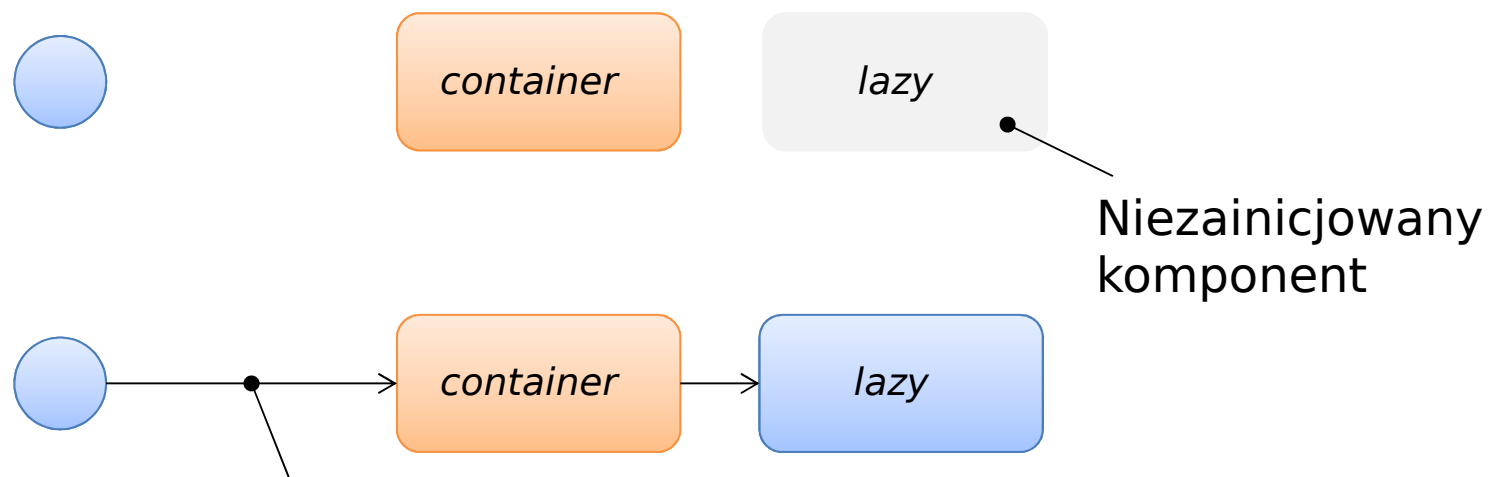 container
lazy
Niezainicjowany
komponent
container
lazy